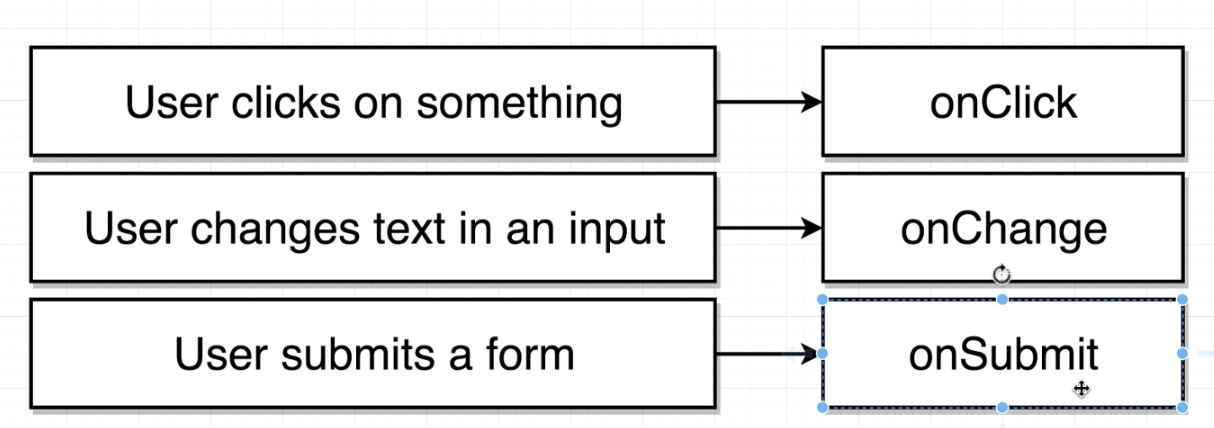 User clicks on something
onClick
User changes text in an input
onChange
User submits a form
onSubmit